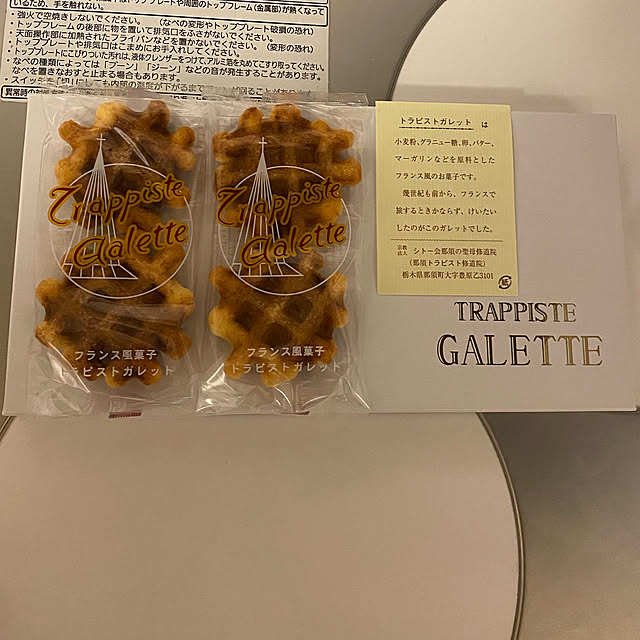 いるため、手を触れない。
・強火で空焼きしないでください。 (なべの変形やトッププレート破損の恐れ)
・トップフレームの後部に物を置いて排気口をふさがないでください。
・天面操作部に加熱されたフライパンなどを置かないでください。 (変形の恐れ)
・トッププレートや排気口はこまめにお手入れしてください。
・トッププレートにこびりついた汚れは、液体クレンザーをつけて、アルミ箔を丸めてこすり取ってください。
・なべの種類によっては「ブーン」「ジーン」などの音が発生することがあります。
なべを置きなおすと止まる場合もあります。
Trappiste
Galette
フランス風菓子
トラピストガレット
Trappiste
Galette
フランス風菓子
トラピストガレット
トラピストガレット は
小麦粉、グラニュー糖、卵、バター、
マーガリンなどを原料とした
フランス風のお菓子です。
幾世紀も前から、フランスで
旅するときかならず、けいたい
したのがこのガレットでした。
宗教法人 シトー会那須の聖母修道院
(那須トラピスト修道院)
栃木県那須町大字豊原乙3101
TRAPPISTE
GALETTE